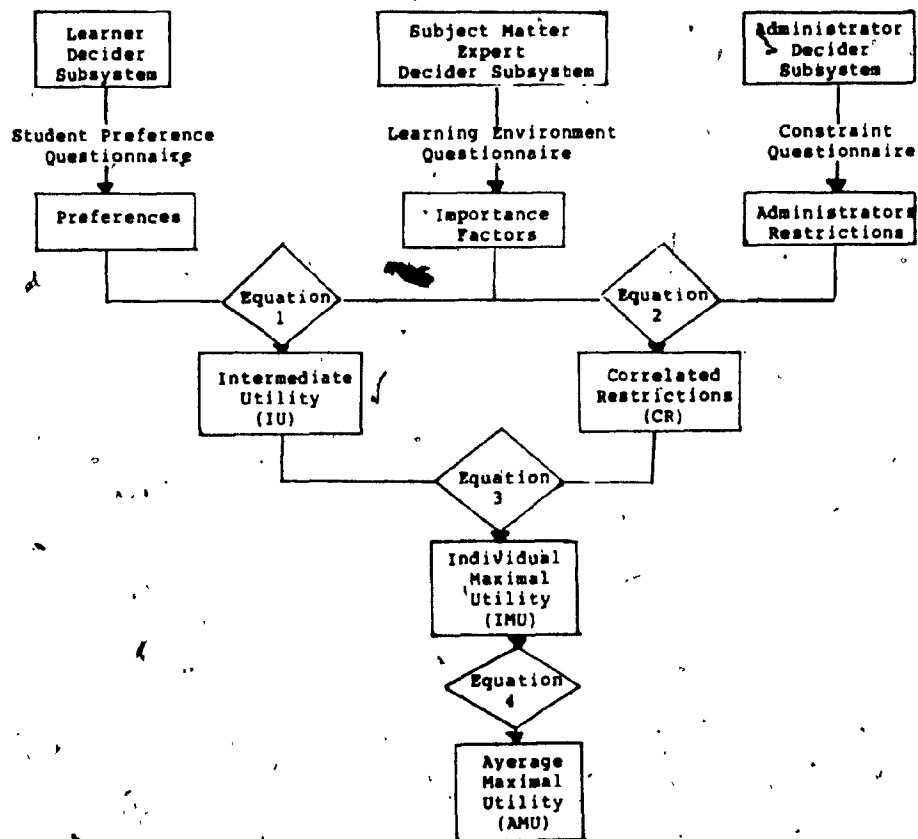 Learner
Decider
Subsystem
Subject Matter
Expert
Decider Subsystem
Administrator
Decider
Subsystem
Student Preference
Questionnaire
Learning Environment
Questionnaire
Constraint
Questionnaire
Preferences
Importance
Factors
Administrators
Restrictions
Equation
1
Equation
2
Intermediate
Utility
(IU)
Correlated
Restrictions
(CR)
Equation
3
Individual
Maximal
Utility
(IMU)
Equation
4
Average
Maximal
Utility
(AMU)